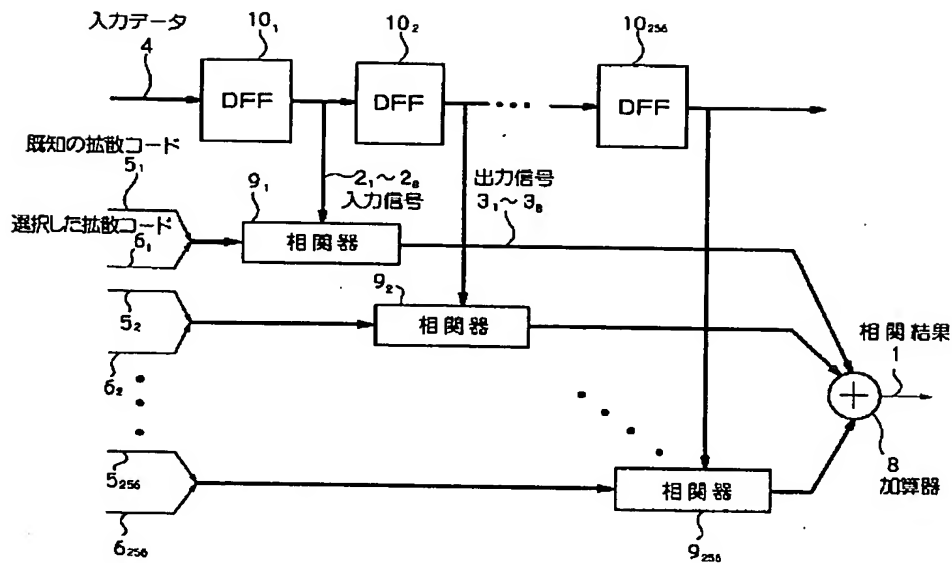 入力データ
4
10₁
10₂
10₂₅₆
DFF
DFF
DFF
既知の拡散コード
5₁
選択した拡散コード
6₁
9₁
2₁～2₈
入力信号
出力信号
3₁～3₈
相関器
5₂
6₂
9₂
相関器
相関結果
1
8
加算器
5₂₅₆
6₂₅₆
相関器
9₂₅₆